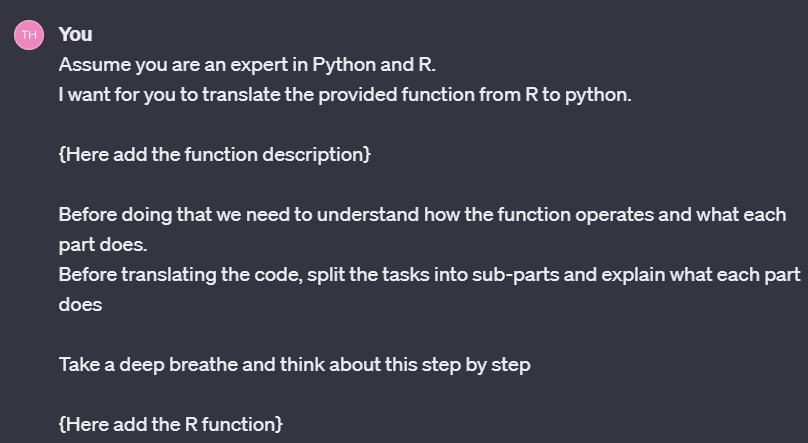 TH
You
Assume you are an expert in Python and R.
I want for you to translate the provided function from R to python.
{Here add the function description}
Before doing that we need to understand how the function operates and what each
part does.
Before translating the code, split the tasks into sub-parts and explain what each part
does
Take a deep breathe and think about this step by step
{Here add the R function}